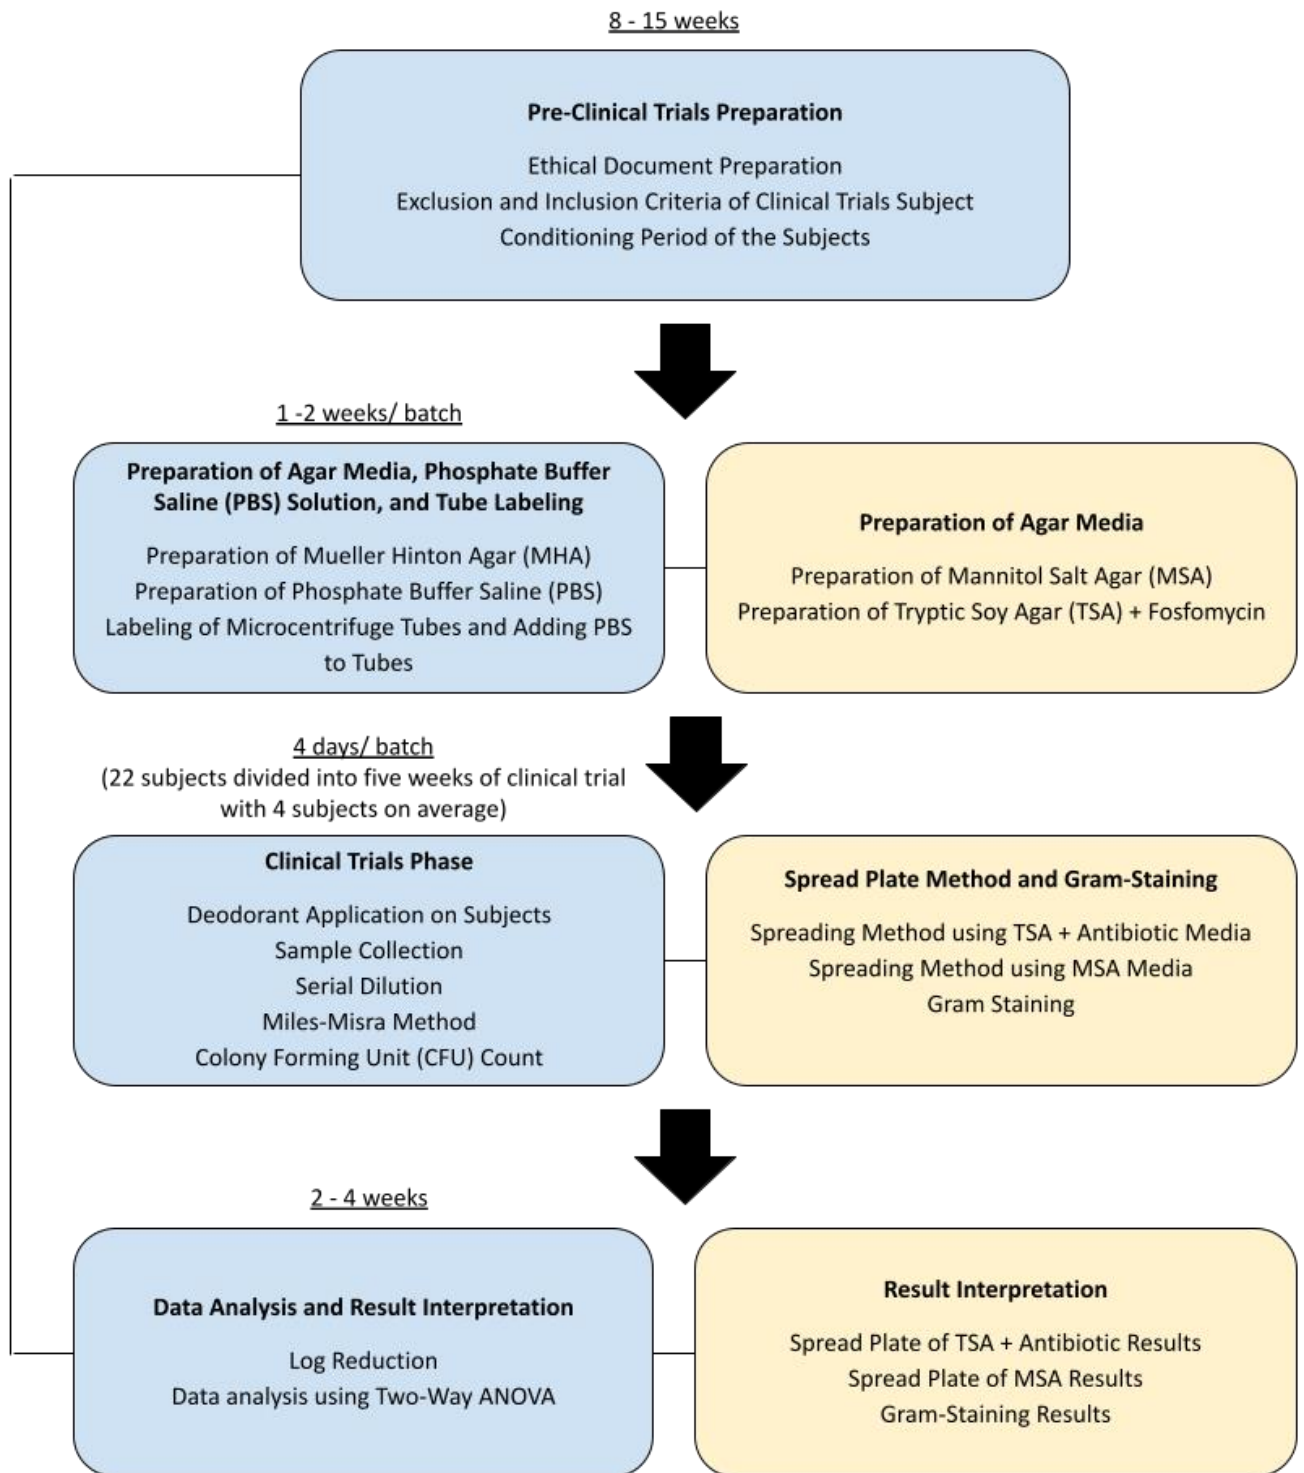 8 - 15 weeks
Pre-Clinical Trials Preparation
Ethical Document Preparation
Exclusion and Inclusion Criteria of Clinical Trials Subject
Conditioning Period of the Subjects
1 -2 weeks/ batch
Preparation of Agar Media, Phosphate Buffer
Saline (PBS) Solution, and Tube Labeling
Preparation of Mueller Hinton Agar (MHA)
Preparation of Phosphate Buffer Saline (PBS)
Labeling of Microcentrifuge Tubes and Adding PBS
to Tubes
Preparation of Agar Media
Preparation of Mannitol Salt Agar (MSA)
Preparation of Tryptic Soy Agar (TSA) + Fosfomycin
4 days/ batch
(22 subjects divided into five weeks of clinical trial
with 4 subjects on average)
Clinical Trials Phase
Deodorant Application on Subjects
Sample Collection
Serial Dilution
Miles-Misra Method
Colony Forming Unit (CFU) Count
Spread Plate Method and Gram-Staining
Spreading Method using TSA + Antibiotic Media
Spreading Method using MSA Media
Gram Staining
2 - 4 weeks
Data Analysis and Result Interpretation
Log Reduction
Data analysis using Two-Way ANOVA
Result Interpretation
Spread Plate of TSA + Antibiotic Results
Spread Plate of MSA Results
Gram-Staining Results